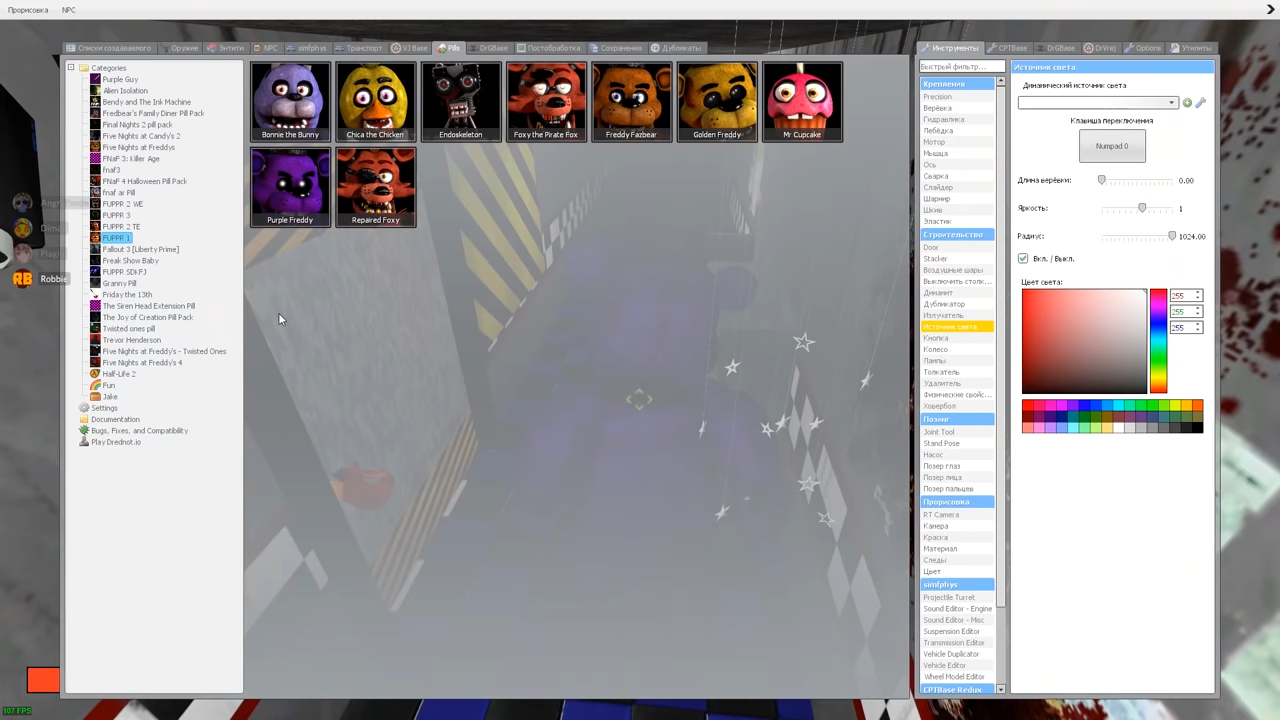 Прорисовка NPC
Списки создаваемого Оружие Энтити NPC simfphys Транспорт VJ Base Pills DrGBase Постобработка Сохранения Дубликаты
Categories
Purple Guy
Alien Isolation
Bendy and The Ink Machine
Fredbear's Family Diner Pill Pack
Final Nights 2 pill pack
Five Nights at Candy's 2
Five Nights at Freddys
FNaF 3: Killer Age
fnaf3
FNaF 4 Halloween Pill Pack
fnaf ar Pill
FUPPR 2 WE
FUPPR 3
FUPPR 2 TE
FUPPR 1
Fallout 3 [Liberty Prime]
Freak Show Baby
FUPPR SDLFJ
Granny Pill
Friday the 13th
The Siren Head Extension Pill
The Joy of Creation Pill Pack
Twisted ones pill
Trevor Henderson
Five Nights at Freddy's - Twisted Ones
Five Nights at Freddy's 4
Half-Life 2
Fun
Jake
Settings
Documentation
Bugs, Fixes, and Compatibility
Play Drednot.io
Robbie
RB
Bonnie the Bunny
Chica the Chicken
Endoskeleton
Foxy the Pirate Fox
Freddy Fazbear
Golden Freddy
Mr Cupcake
Purple Freddy
Repaired Foxy
Инструменты CPTBase DrGBase DrVrej Options Утилиты
Быстрый фильтр...
Крепления
Precision
Верёвка
Гидравлика
Лебёдка
Мотор
Мышца
Ось
Сварка
Слайдер
Шарнир
Шкив
Эластик
Строительство
Door
Stacker
Воздушные шары
Выключить столк...
Динамит
Дубликатор
Излучатель
Источник света
Кнопка
Колесо
Лампы
Толкатель
Удалитель
Физические свойс...
Ховербол
Позинг
Joint Tool
Stand Pose
Насос
Позер глаз
Позер лица
Позер пальцев
Прорисовка
RT Camera
Камера
Краска
Материал
Следы
Цвет
simfphys
Projectile Turret
Sound Editor - Engine
Sound Editor - Misc
Suspension Editor
Transmission Editor
Vehicle Duplicator
Vehicle Editor
Wheel Model Editor
CPTBase Redux
Источник света
Динамический источник света
Клавиша переключения
Numpad 0
Длина верёвки: 0.00
Яркость: 1
Радиус: 1024.00
Вкл. / Выкл.
Цвет света:
255
255
255
107 FPS